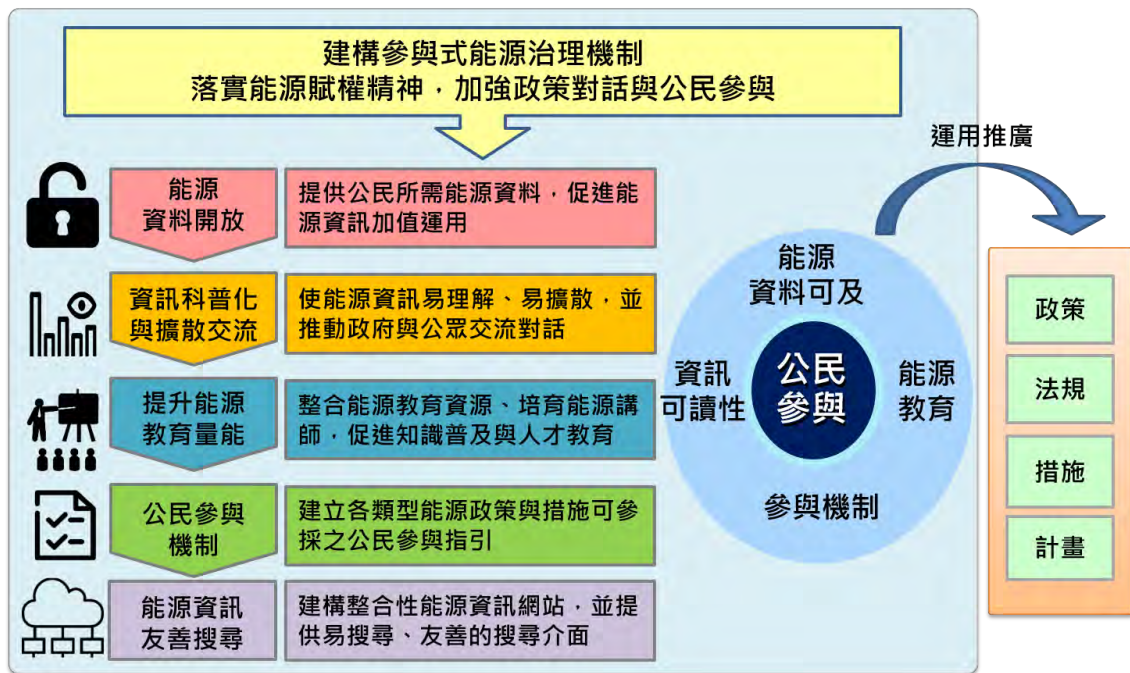 建構參與式能源治理機制
落實能源賦權精神，加強政策對話與公民參與
能源
資料開放
提供公民所需能源資料，促進能
源資訊加值運用
資訊科普化
與擴散交流
使能源資訊易理解、易擴散，並
推動政府與公眾交流對話
提升能源
教育量能
整合能源教育資源、培育能源講
師，促進知識普及與人才教育
公民參與
機制
建立各類型能源政策與措施可參
採之公民參與指引
能源資訊
友善搜尋
建構整合性能源資訊網站，並提
供易搜尋、友善的搜尋介面
能源
資料可及
資訊
可讀性
公民
參與
能源
教育
參與機制
運用推廣
政策
法規
措施
計畫